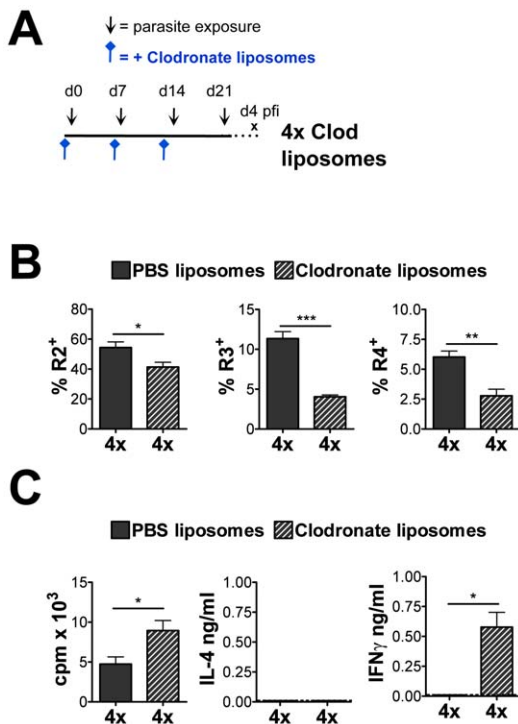 A
= parasite exposure
= + Clodronate liposomes
d0 d7 d14 d21
d4 pfi
x
4x Clod
liposomes
B
PBS liposomes Clodronate liposomes
% R2+
80
60
40
20
0
*
4x 4x
% R3+
15
10
5
0
***
4x 4x
% R4+
10.0
7.5
5.0
2.5
0.0
**
4x 4x
C
PBS liposomes Clodronate liposomes
cpm x 10³
15
10
5
0
*
4x 4x
IL-4 ng/ml
1.00
0.75
0.50
0.25
0.00
4x 4x
IFNγ ng/ml
1.00
0.75
0.50
0.25
0.00
*
4x 4x